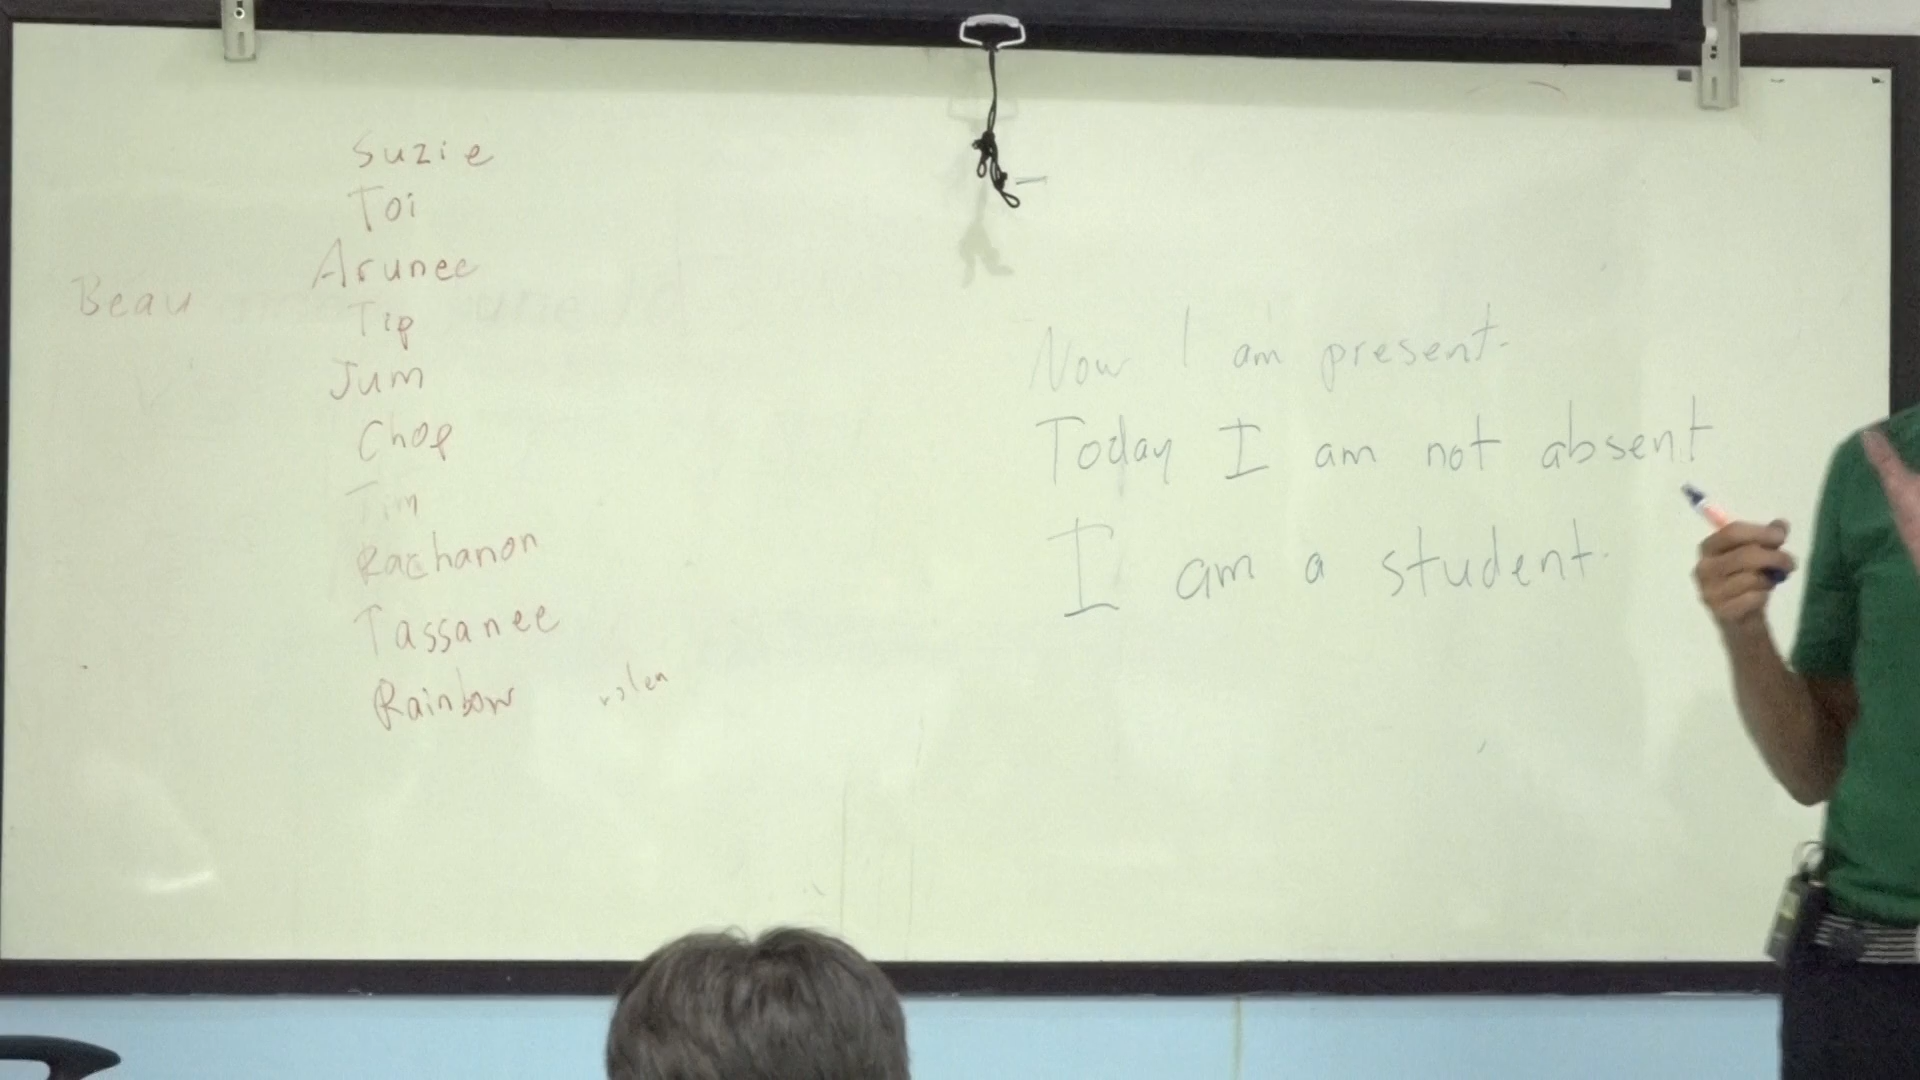 Suzie
Toi
Arunee
Beau
Tip
Jum
Chop
Tim
Rachanon
Tassanee
Rainbow
Now I am present.
Today I am not absent
I am a student.